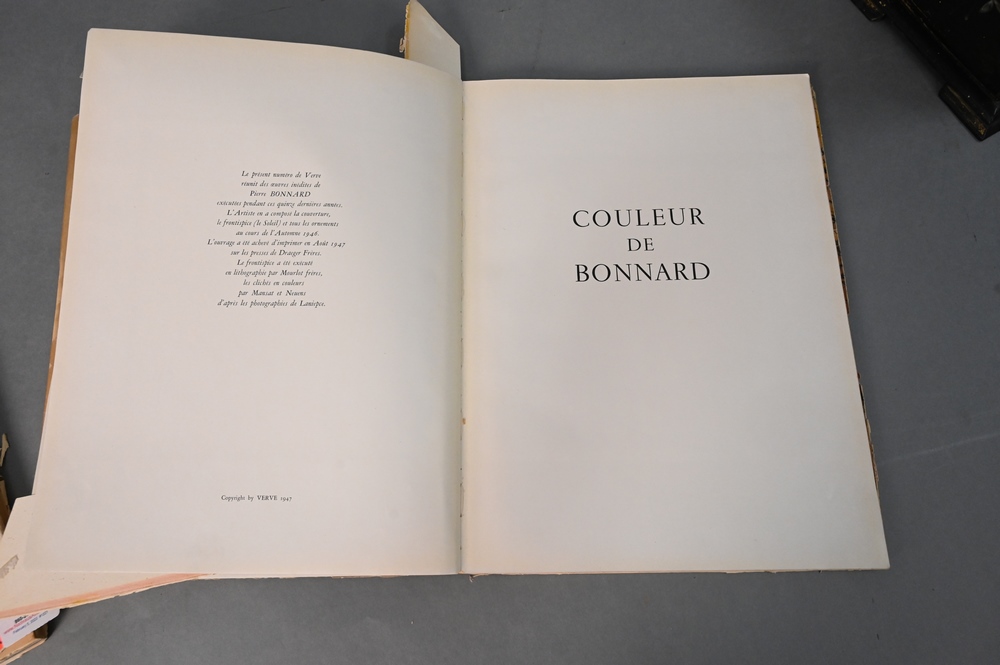 Le présent numéro de Verve
réunit des œuvres inédites de
Pierre BONNARD
exécutées pendant ces quinze dernières années.
L'Artiste en a composé la couverture,
le frontispice (le Soleil) et tous les ornements
au cours de l'Automne 1946.
L'ouvrage a été achevé d'imprimer en Août 1947
sur les presses de Draeger Frères.
Le frontispice a été exécuté
en lithographie par Mourlot frères,
les clichés en couleurs
par Mansat et Neuens
d'après les photographies de Laniepce.
Copyright by VERVE 1947
COULEUR
DE
BONNARD